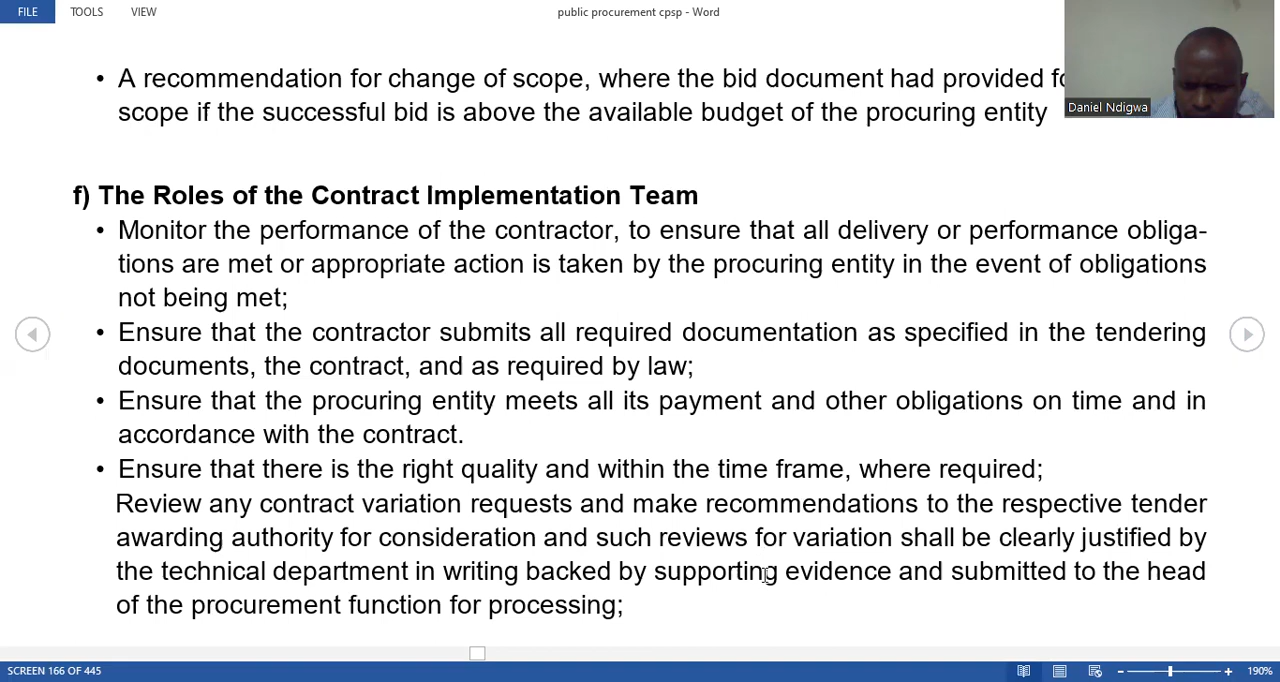 FILE TOOLS VIEW public procurement cpsp - Word
• A recommendation for change of scope, where the bid document had provided
scope if the successful bid is above the available budget of the procuring entity
Daniel Ndigwa
f) The Roles of the Contract Implementation Team
• Monitor the performance of the contractor, to ensure that all delivery or performance obliga-
tions are met or appropriate action is taken by the procuring entity in the event of obligations
not being met;
• Ensure that the contractor submits all required documentation as specified in the tendering
documents, the contract, and as required by law;
• Ensure that the procuring entity meets all its payment and other obligations on time and in
accordance with the contract.
• Ensure that there is the right quality and within the time frame, where required;
Review any contract variation requests and make recommendations to the respective tender
awarding authority for consideration and such reviews for variation shall be clearly justified by
the technical department in writing backed by supporting evidence and submitted to the head
of the procurement function for processing;
SCREEN 166 OF 445 190%